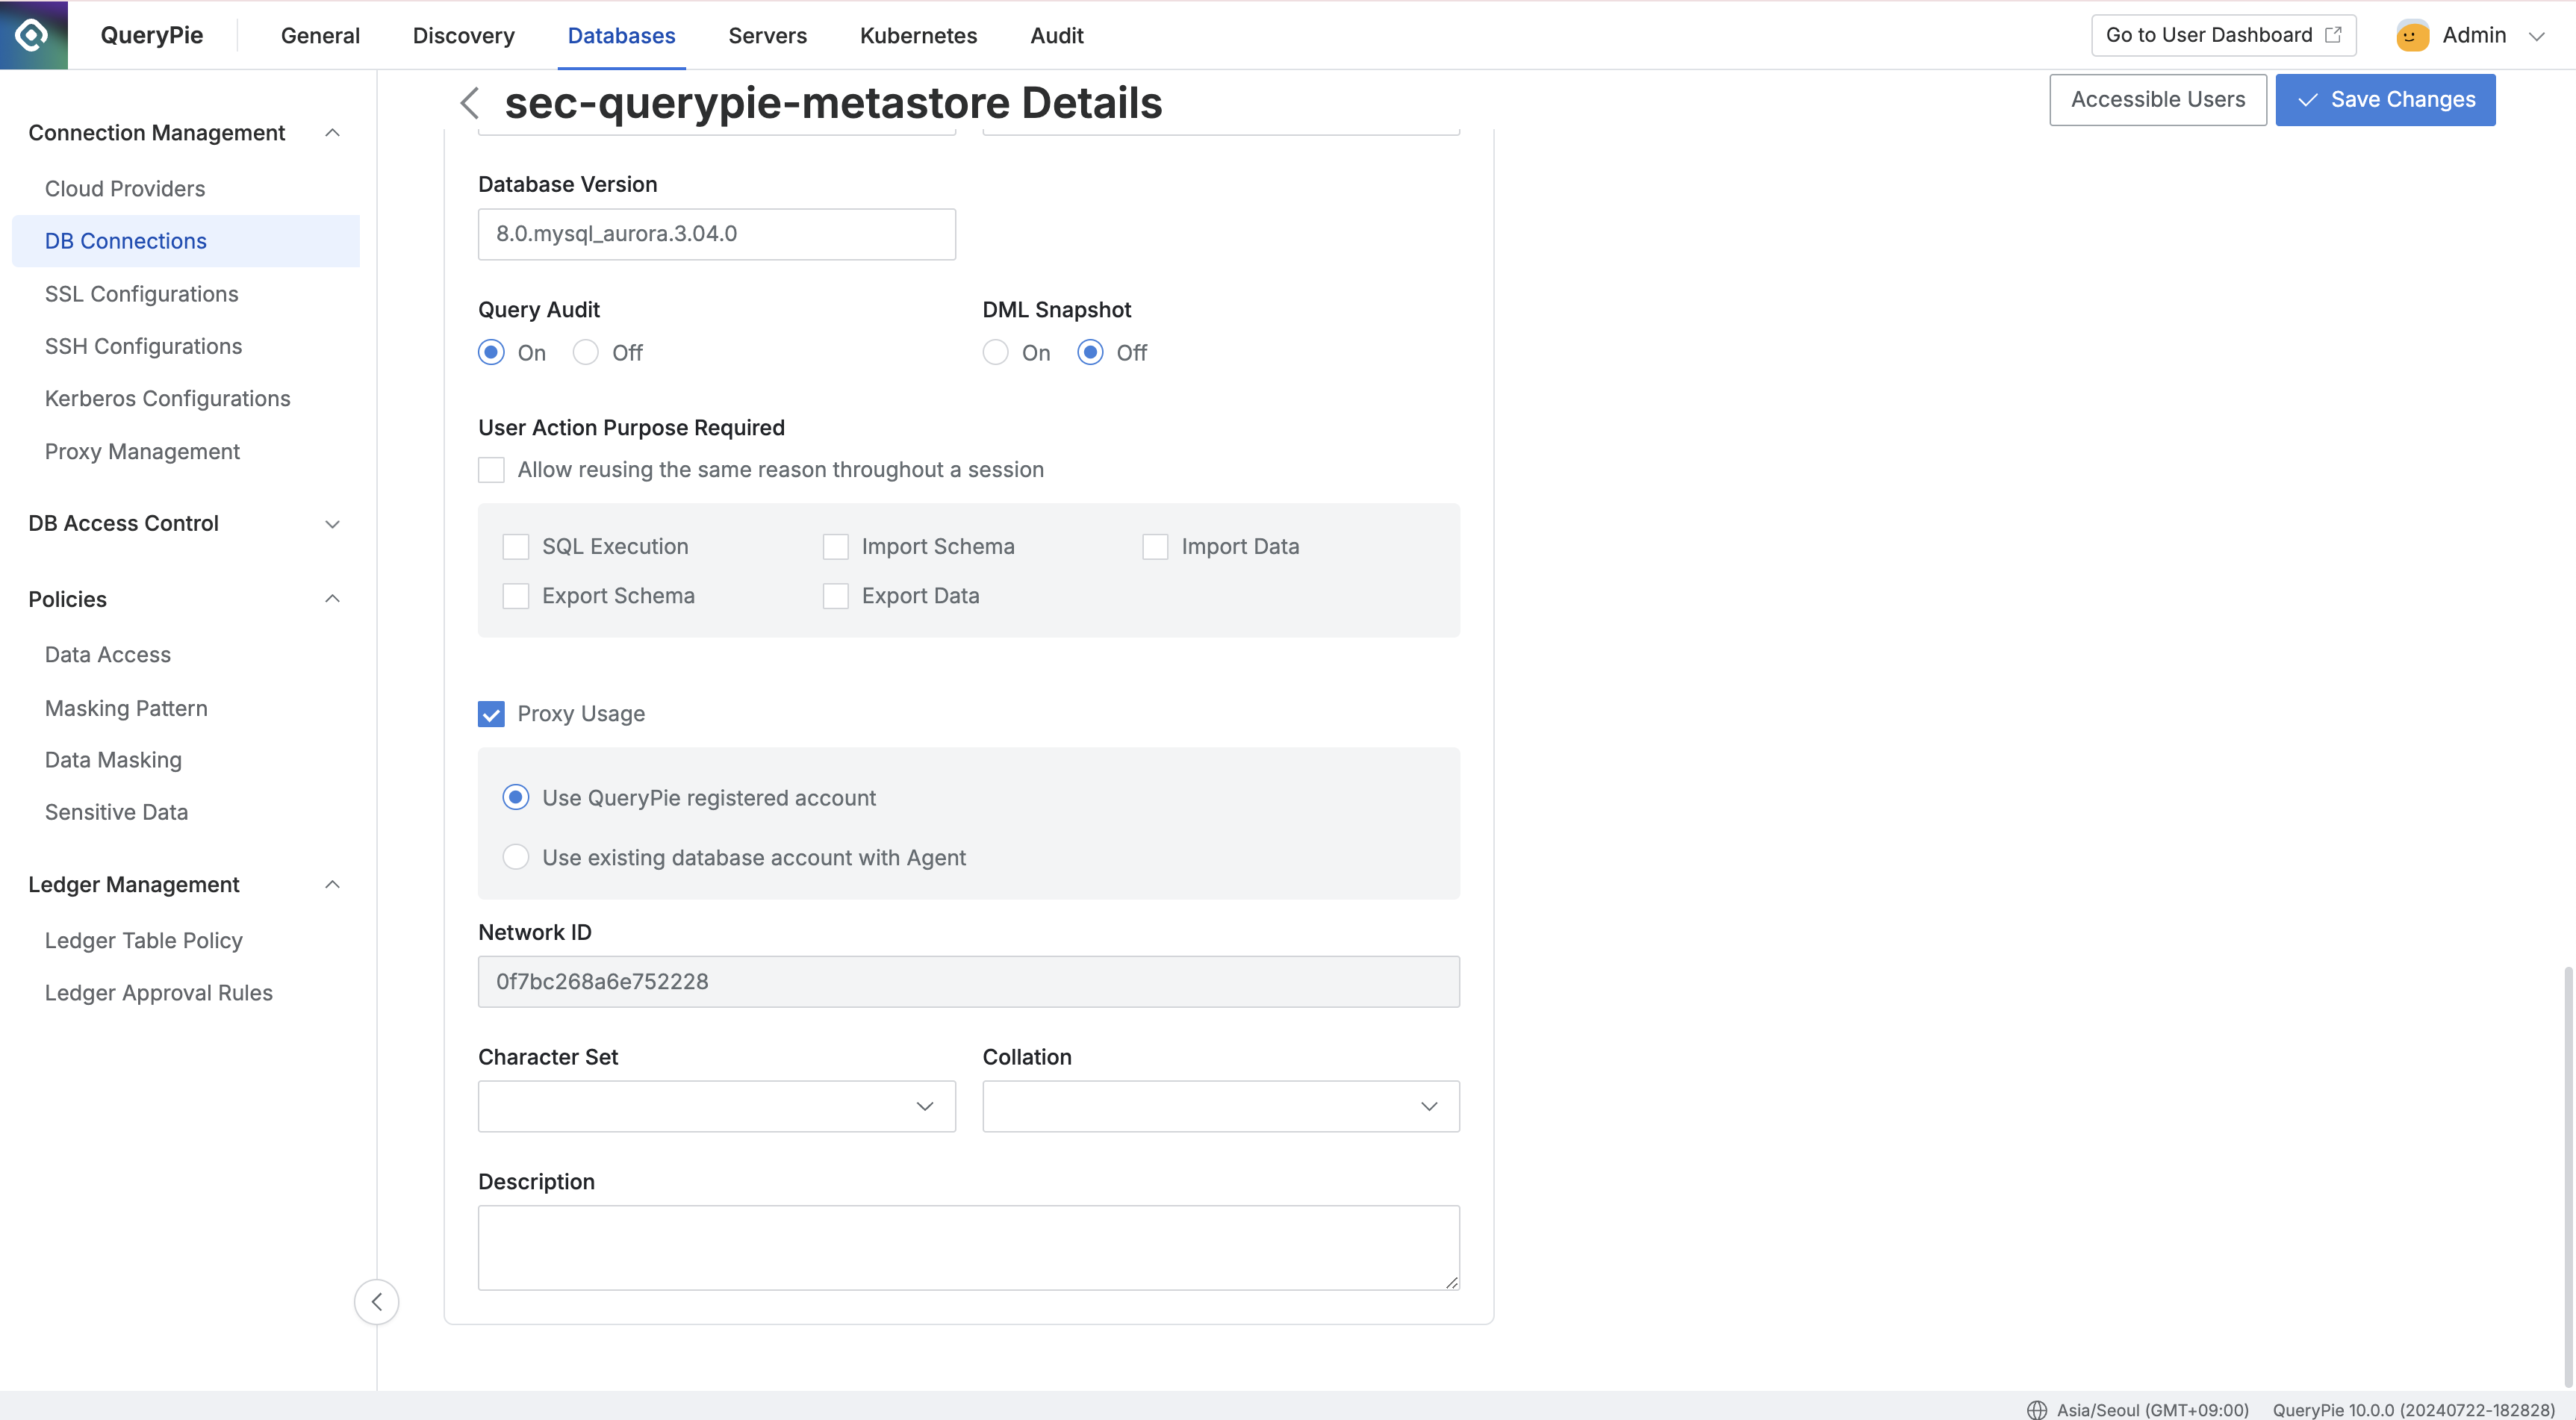 QueryPie
General
Discovery
Databases
Servers
Kubernetes
Audit
Go to User Dashboard
Admin
Connection Management
Cloud Providers
DB Connections
SSL Configurations
SSH Configurations
Kerberos Configurations
Proxy Management
DB Access Control
Policies
Data Access
Masking Pattern
Data Masking
Sensitive Data
Ledger Management
Ledger Table Policy
Ledger Approval Rules
sec-querypie-metastore Details
Accessible Users
Save Changes
Database Version
8.0.mysql_aurora.3.04.0
Query Audit
On
Off
DML Snapshot
On
Off
User Action Purpose Required
Allow reusing the same reason throughout a session
SQL Execution
Import Schema
Import Data
Export Schema
Export Data
Proxy Usage
Use QueryPie registered account
Use existing database account with Agent
Network ID
0f7bc268a6e752228
Character Set
Collation
Description
Asia/Seoul (GMT+09:00)
QueryPie 10.0.0 (20240722-182828)